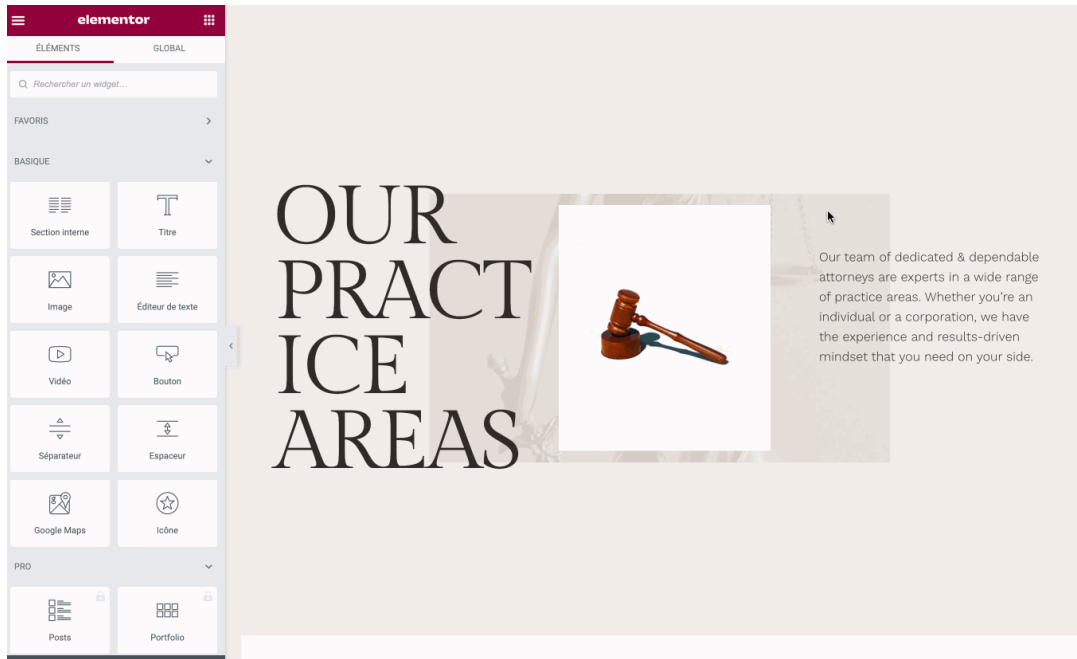 elementor
ÉLÉMENTS
GLOBAL
Rechercher un widget...
FAVORIS
BASIQUE
Section interne
Titre
Image
Éditeur de texte
Vidéo
Bouton
Séparateur
Espaceur
Google Maps
Icône
PRO
Posts
Portfolio
OUR
PRACT
ICE
AREAS
Our team of dedicated & dependable
attorneys are experts in a wide range
of practice areas. Whether you're an
individual or a corporation, we have
the experience and results-driven
mindset that you need on your side.